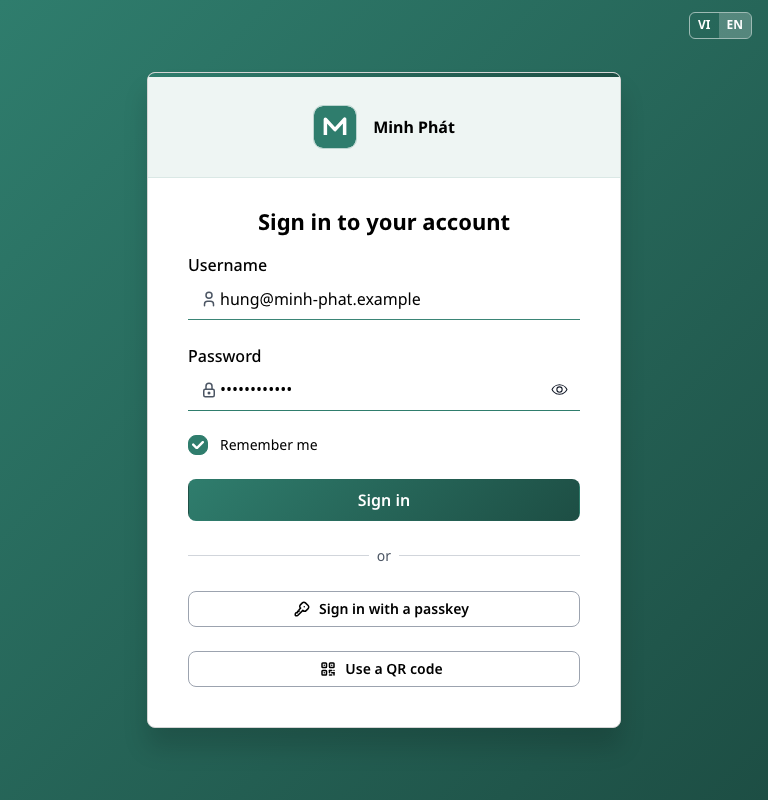 VI EN
Minh Phát
Sign in to your account
Username
hung@minh-phat.example
Password
••••••••••••
Remember me
Sign in
or
Sign in with a passkey
Use a QR code